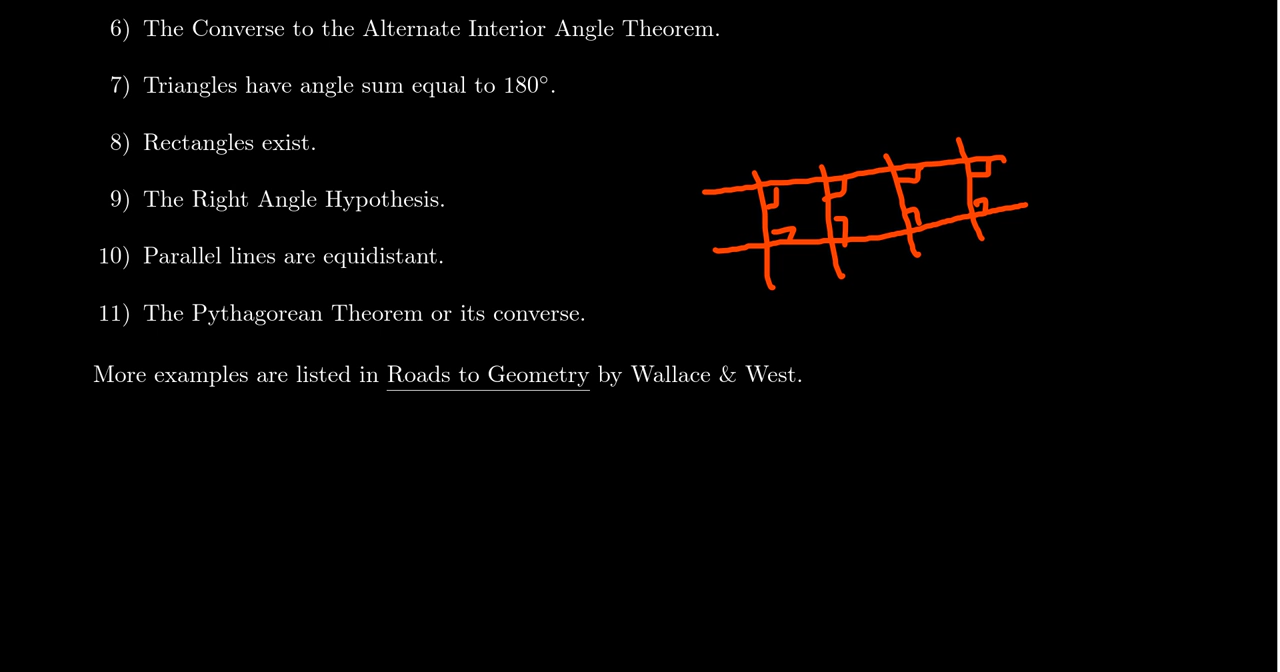 6) The Converse to the Alternate Interior Angle Theorem.
7) Triangles have angle sum equal to 180°.
8) Rectangles exist.
9) The Right Angle Hypothesis.
10) Parallel lines are equidistant.
11) The Pythagorean Theorem or its converse.
More examples are listed in Roads to Geometry by Wallace & West.